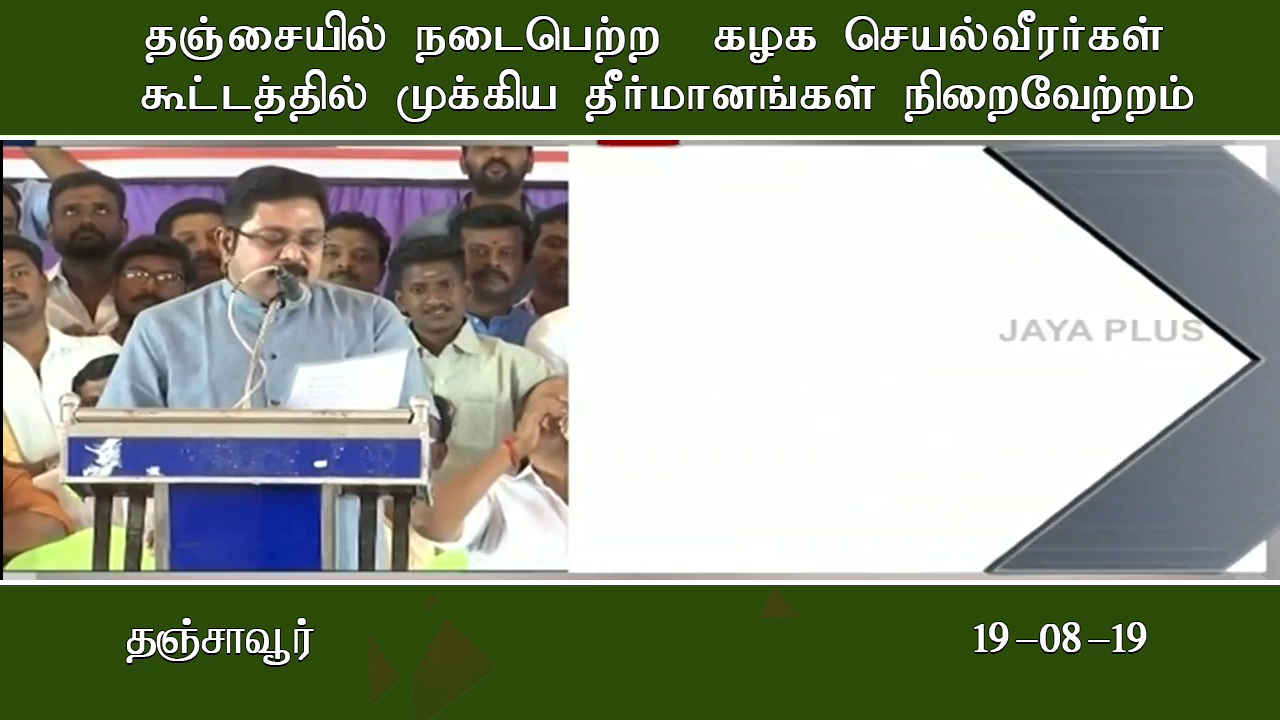 தஞ்சையில் நடைபெற்ற கழக செயல்வீரர்கள்
கூட்டத்தில் முக்கிய தீர்மானங்கள் நிறைவேற்றம்
JAYA PLUS
தஞ்சாவூர்
19-08-19